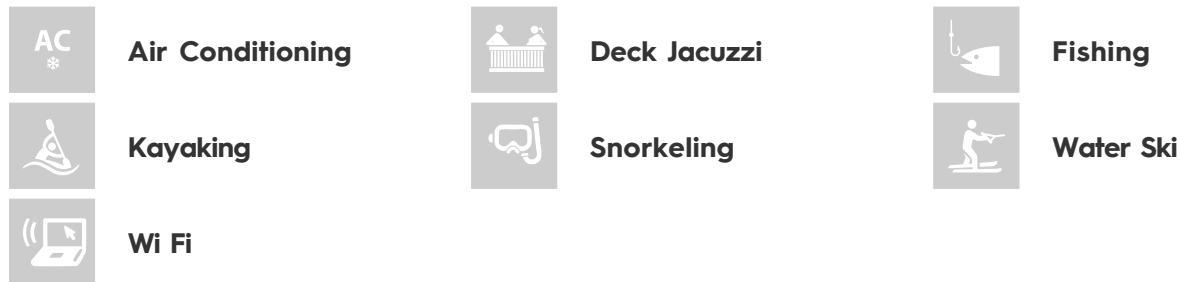 AC
Air Conditioning
Deck Jacuzzi
Fishing
Kayaking
Snorkeling
Water Ski
Wi Fi